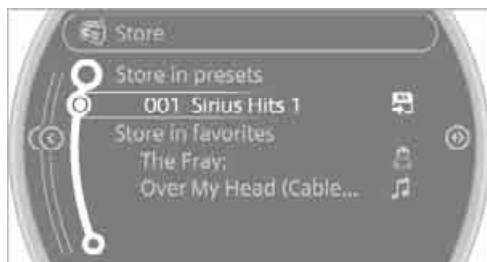 Store
Store in presets
001 Sirius Hits 1
Store in favorites
The Fray:
Over My Head (Cable...